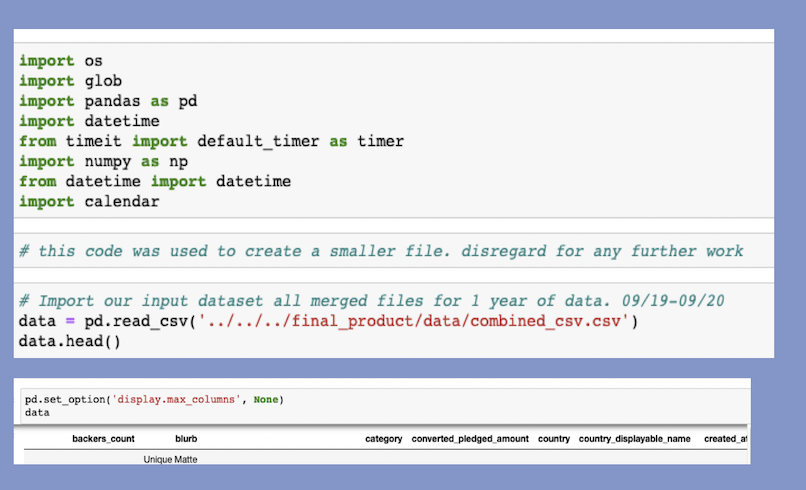 import os
import glob
import pandas as pd
import datetime
from timeit import default_timer as timer
import numpy as np
from datetime import datetime
import calendar
# this code was used to create a smaller file. disregard for any further work
# Import our input dataset all merged files for 1 year of data. 09/19-09/20
data = pd.read_csv('../../../final_product/data/combined_csv.csv')
data.head()
pd.set_option('display.max_columns', None)
data
backers_count blurb category converted_pledged_amount country country_displayable_name
Unique Matte